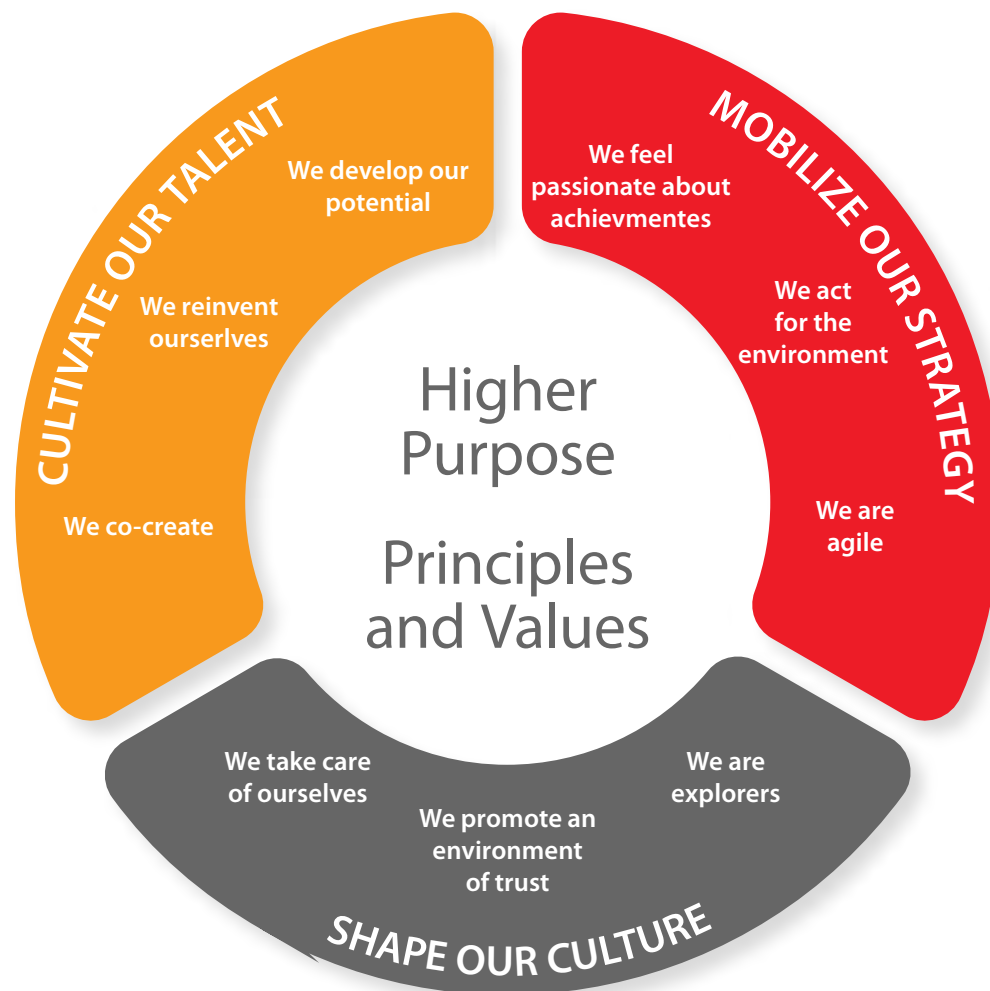 CULTIVATE OUR TALENT
We develop our
potential
We reinvent
ourserlves
We co-create
MOBILIZE OUR STRATEGY
We feel
passionate about
achievmentes
We act
for the
environment
We are
agile
Higher
Purpose
Principles
and Values
We take care
of ourselves
We promote an
environment
of trust
We are
explorers
SHAPE OUR CULTURE